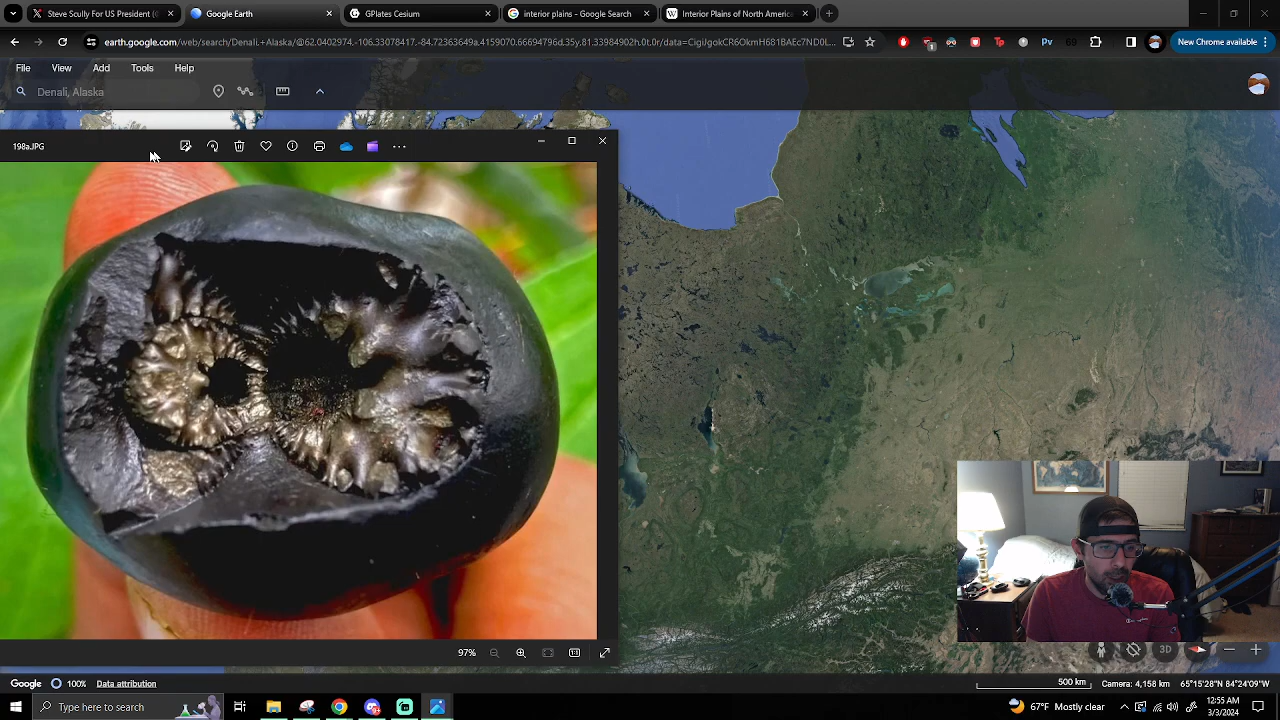 Steve Scully For US President (
Google Earth
GPlates Cesium
interior plains - Google Search
Interior Plains of North America
earth.google.com/web/search/Denali,+Alaska/@62.0402974,-106.33078417,-84.72363649a,4159070.66694796d,35y,81.33984902h,0t,0r/data=
Pv
69
New Chrome available
File View Add Tools Help
Denali, Alaska
198a.JPG
97%
3D
Google 100% Data attribution
500 km
Camera: 4,158 km 65°15'28"N 84°24'09"W
Type here to search
67°F Mostly clear
12:55 AM
3/3/2024